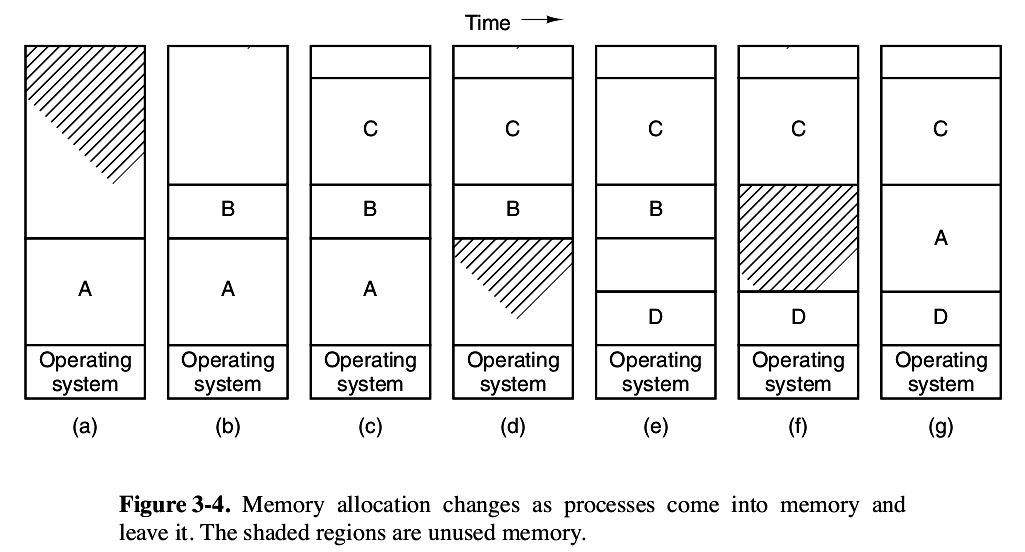 Time
C
C
C
C
C
B
B
B
B
A
A
A
A
D
D
D
Operating
system
Operating
system
Operating
system
Operating
system
Operating
system
Operating
system
Operating
system
(a)
(b)
(c)
(d)
(e)
(f)
(g)
Figure 3-4. Memory allocation changes as processes come into memory and
leave it. The shaded regions are unused memory.